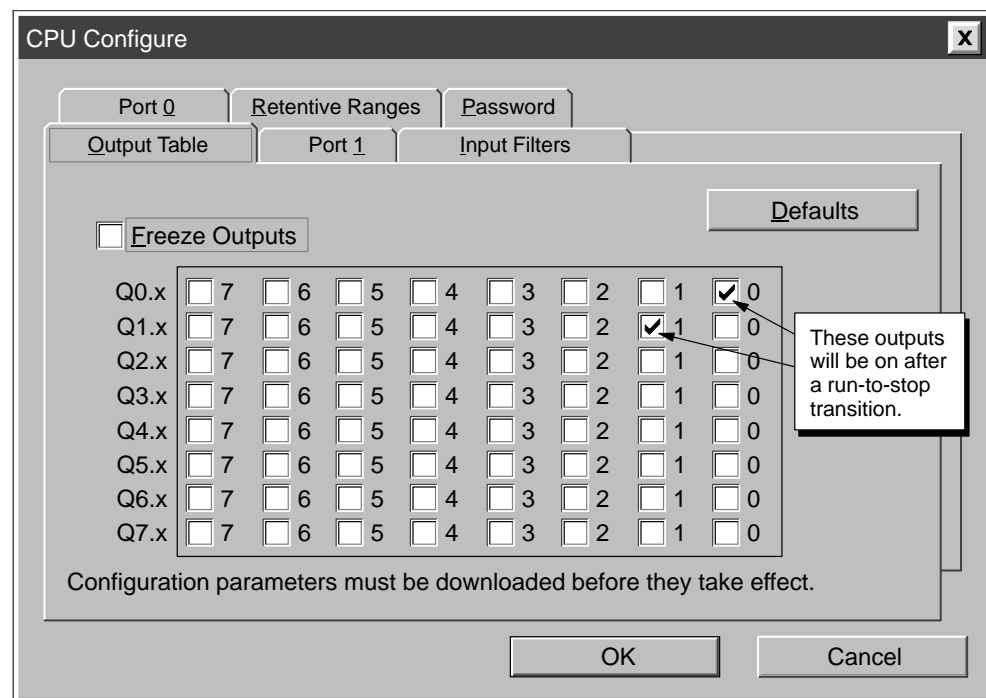 CPU Configure
X
Port 0 Retentive Ranges Password
Output Table Port 1 Input Filters
Defaults
Freeze Outputs
Q0.x 7 6 5 4 3 2 1 0
Q1.x 7 6 5 4 3 2 1 0
Q2.x 7 6 5 4 3 2 1 0
Q3.x 7 6 5 4 3 2 1 0
Q4.x 7 6 5 4 3 2 1 0
Q5.x 7 6 5 4 3 2 1 0
Q6.x 7 6 5 4 3 2 1 0
Q7.x 7 6 5 4 3 2 1 0
These outputs
will be on after
a run-to-stop
transition.
Configuration parameters must be downloaded before they take effect.
OK Cancel